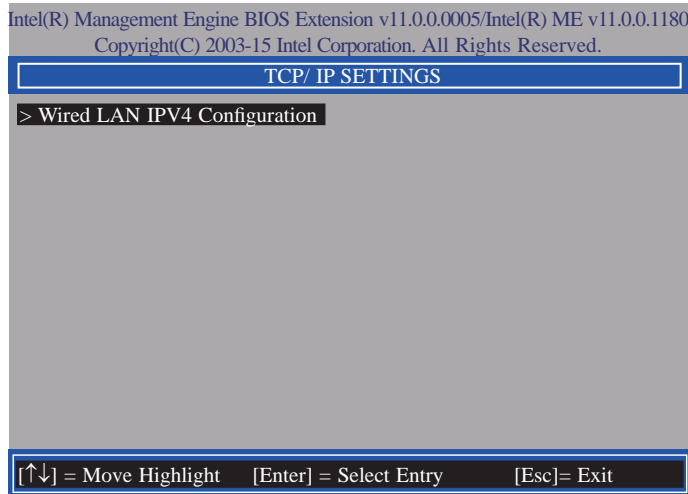 Intel(R) Management Engine BIOS Extension v11.0.0.0005/Intel(R) ME v11.0.0.1180
Copyright(C) 2003-15 Intel Corporation. All Rights Reserved.
TCP/ IP SETTINGS
> Wired LAN IPV4 Configuration
[↑↓] = Move Highlight [Enter] = Select Entry [Esc]= Exit